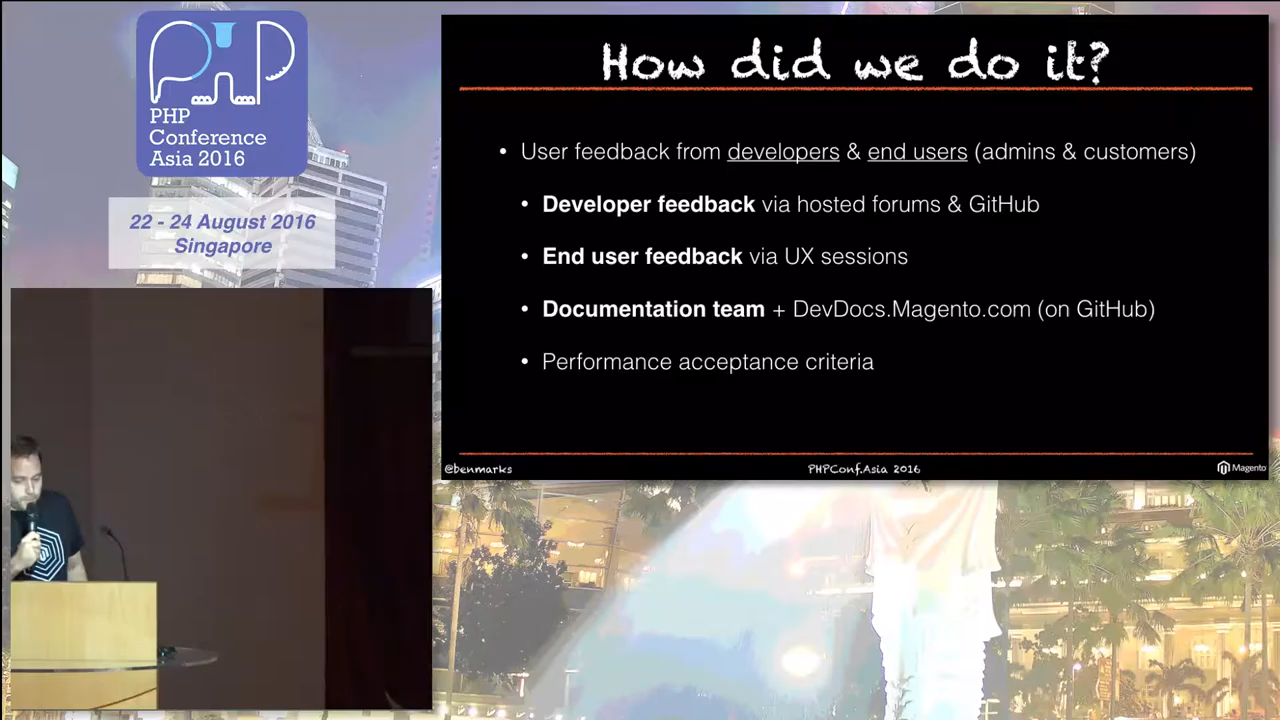 PHP
PHP
Conference
Asia 2016
22 - 24 August 2016
Singapore
How did we do it?
• User feedback from developers & end users (admins & customers)
• Developer feedback via hosted forums & GitHub
• End user feedback via UX sessions
• Documentation team + DevDocs.Magento.com (on GitHub)
• Performance acceptance criteria
@benmarks
PHPConf.Asia 2016
Magento